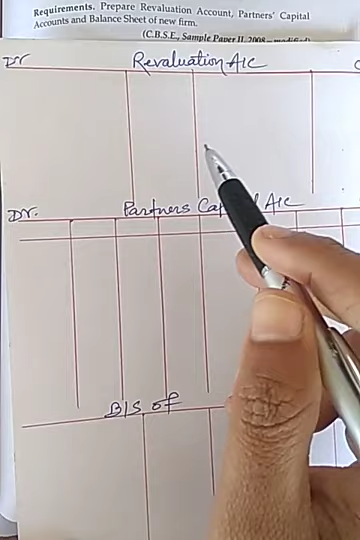 Requirements. Prepare Revaluation Account, Partners' Capital
Accounts and Balance Sheet of new firm.
(C.B.S.E., Sample Paper II, 2008 – modified)
Dr Revaluation A/C
Dr. Partners Capital A/C
B/S of